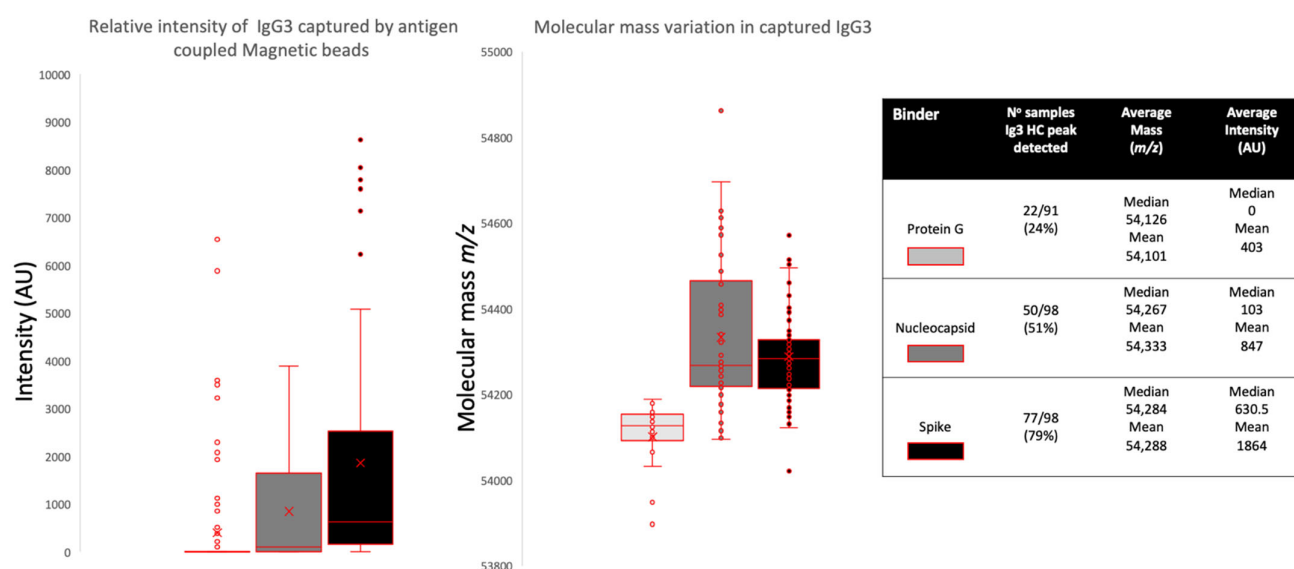 Relative intensity of IgG3 captured by antigen
coupled Magnetic beads
Intensity (AU)
10000
9000
8000
7000
6000
5000
4000
3000
2000
1000
0
Molecular mass variation in captured IgG3
Molecular mass m/z
55000
54800
54600
54400
54200
54000
53800
Binder
Nº samples
Ig3 HC peak
detected
Average
Mass
(m/z)
Average
Intensity
(AU)
Protein G
22/91
(24%)
Median
54,126
Mean
54,101
Median
0
Mean
403
Nucleocapsid
50/98
(51%)
Median
54,267
Mean
54,333
Median
103
Mean
847
Spike
77/98
(79%)
Median
54,284
Mean
54,288
Median
630.5
Mean
1864